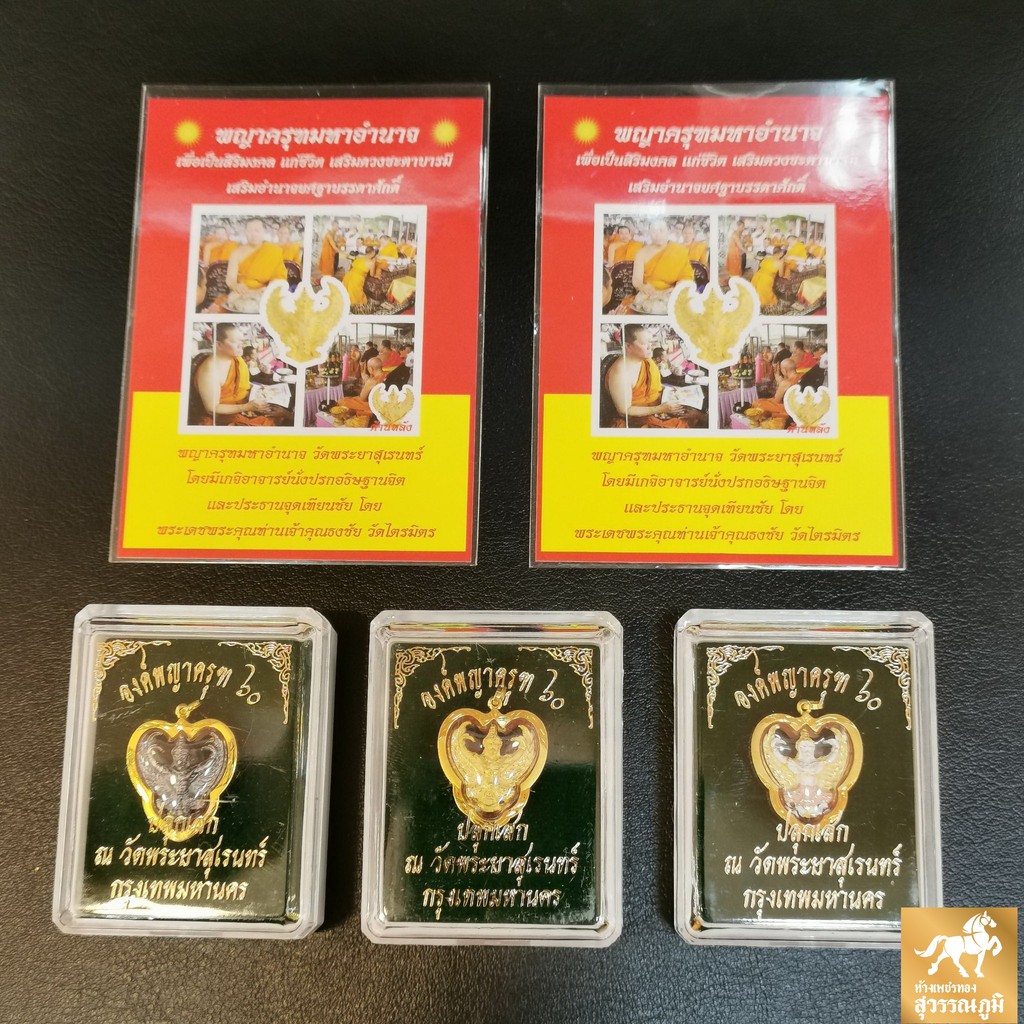 พญาครุฑมหาอำนาจ
เพื่อเป็นสิริมงคล แก่ชีวิต เสริมดวงชะตาบารมี
เสริมอำนาจยศฐาบรรดาศักดิ์
ด้านหลัง
พญาครุฑมหาอำนาจ วัดพระยาสุเรนทร์
โดยมีเกจิอาจารย์นั่งปรกอธิษฐานจิต
และประธานจุดเทียนชัย โดย
พระเดชพระคุณท่านเจ้าคุณธงชัย วัดไตรมิตร
พญาครุฑมหาอำนาจ
เพื่อเป็นสิริมงคล แก่ชีวิต เสริมดวงชะตาบารมี
เสริมอำนาจยศฐาบรรดาศักดิ์
ด้านหลัง
พญาครุฑมหาอำนาจ วัดพระยาสุเรนทร์
โดยมีเกจิอาจารย์นั่งปรกอธิษฐานจิต
และประธานจุดเทียนชัย โดย
พระเดชพระคุณท่านเจ้าคุณธงชัย วัดไตรมิตร
องค์พญาครุฑ ๖๐
ปลุกเสก
ณ วัดพระยาสุเรนทร์
กรุงเทพมหานคร
องค์พญาครุฑ ๖๐
ปลุกเสก
ณ วัดพระยาสุเรนทร์
กรุงเทพมหานคร
องค์พญาครุฑ ๖๐
ปลุกเสก
ณ วัดพระยาสุเรนทร์
กรุงเทพมหานคร
ห้างเพชรทอง
สุวรรณภูมิ